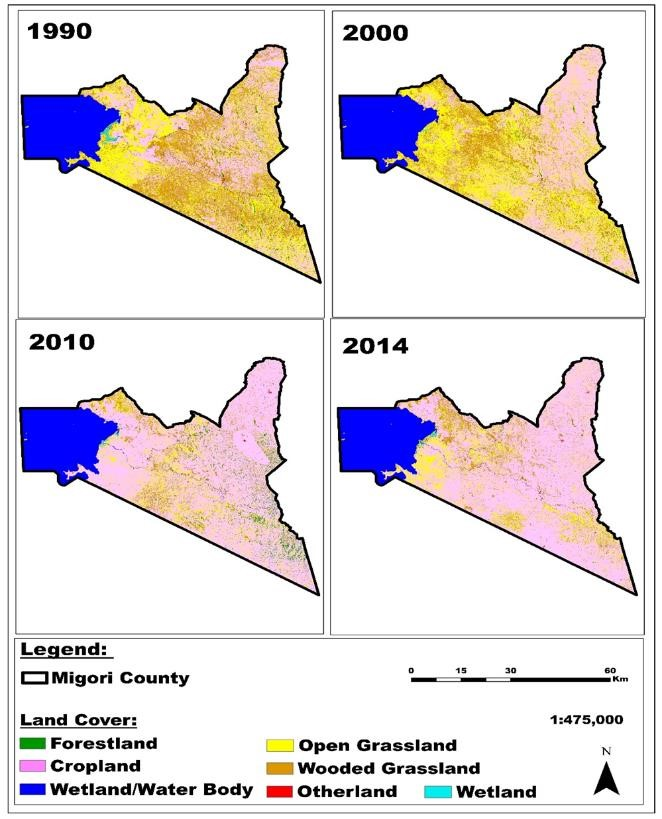 1990
2000
2010
2014
Legend:
Migori County
0 15 30 60
Km
Land Cover:
1:475,000
Forestland
Open Grassland
N
Cropland
Wooded Grassland
Wetland/Water Body
Otherland
Wetland